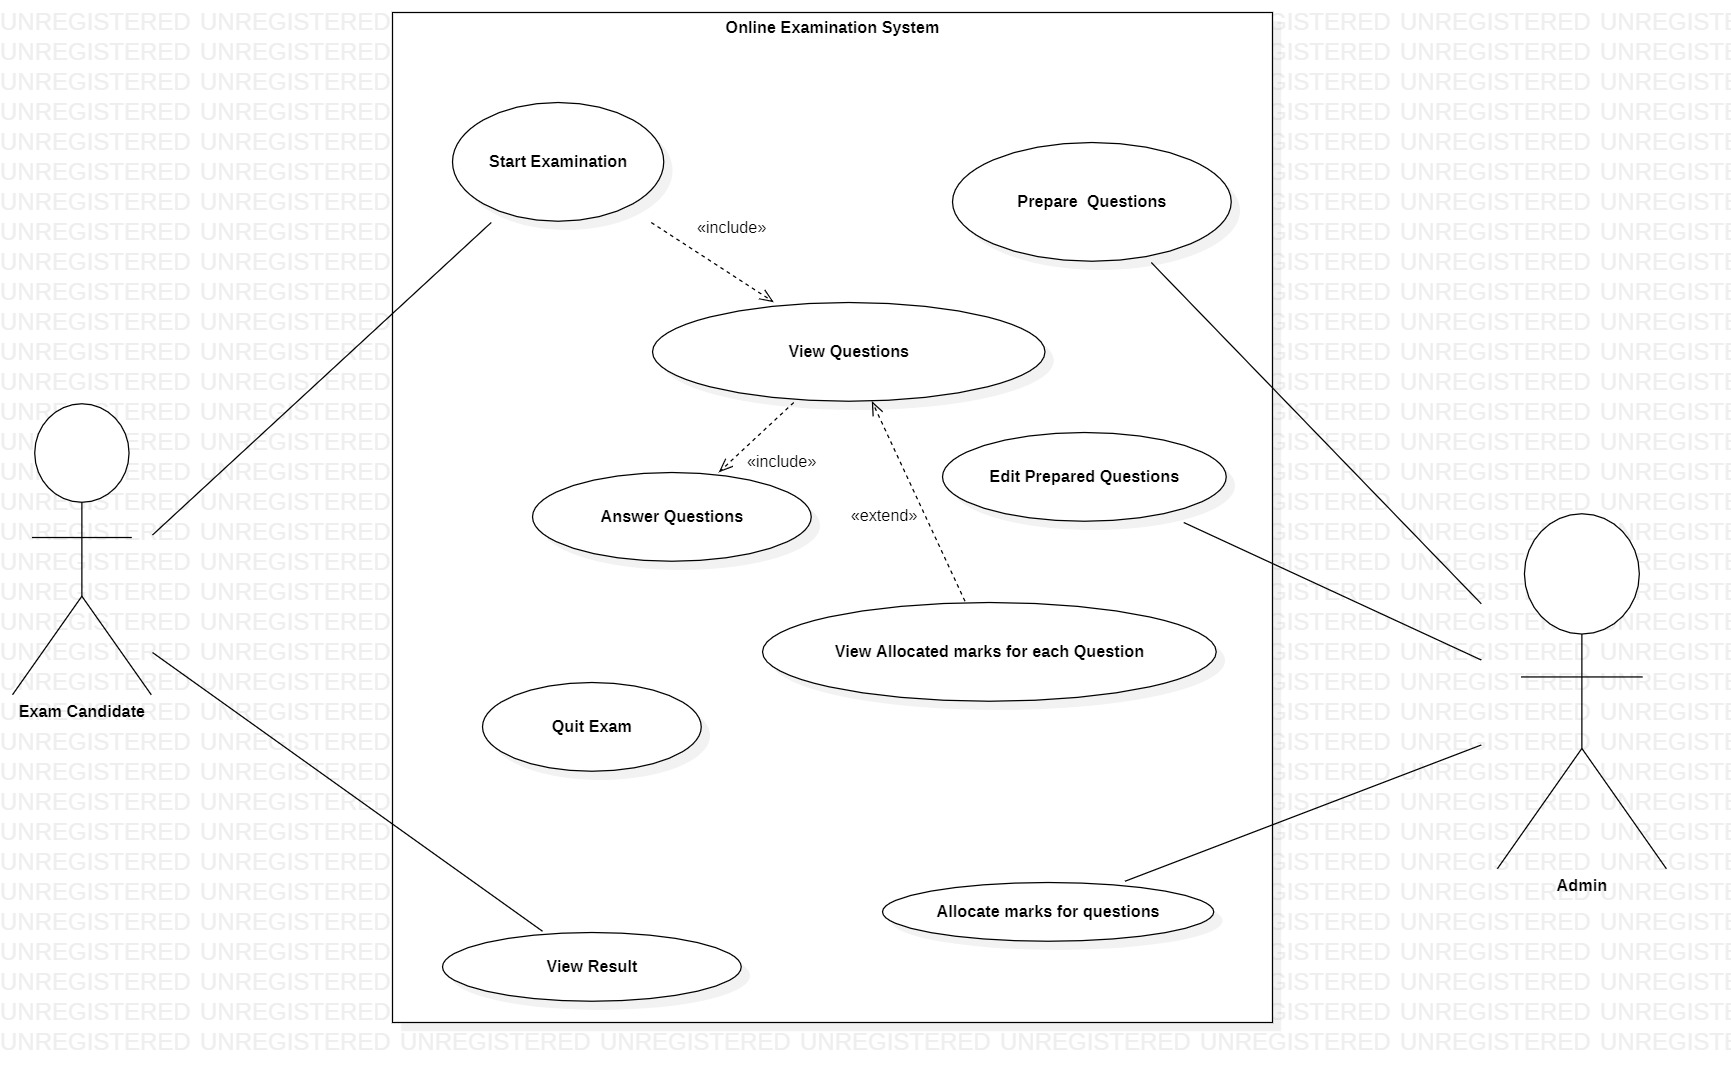 Online Examination System
Start Examination
Prepare  Questions
«include»
View Questions
«include»
Edit Prepared Questions
Answer Questions
«extend»
View Allocated marks for each Question
Exam Candidate
Quit Exam
Admin
Allocate marks for questions
View Result
UNREGISTERED UNREGISTERED UNREGISTERED UNREGISTERED UNREGISTERED UNREGISTERED UNREGISTERED UNREGISTERED UNREGIST